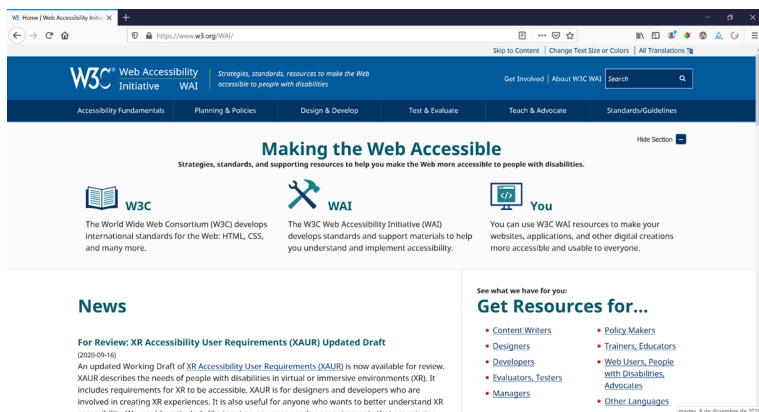 W3 Home | Web Accessibility Initia
https://www.w3.org/WAI/
Skip to Content | Change Text Size or Colors | All Translations
W3C® Web Accessibility Initiative WAI
Strategies, standards, resources to make the Web
accessible to people with disabilities
Get Involved | About W3C WAI
Search
Accessibility Fundamentals
Planning & Policies
Design & Develop
Test & Evaluate
Teach & Advocate
Standards/Guidelines
Hide Section
Making the Web Accessible
Strategies, standards, and supporting resources to help you make the Web more accessible to people with disabilities.
W3C
The World Wide Web Consortium (W3C) develops
international standards for the Web: HTML, CSS,
and many more.
WAI
The W3C Web Accessibility Initiative (WAI)
develops standards and support materials to help
you understand and implement accessibility.
</>
You
You can use W3C WAI resources to make your
websites, applications, and other digital creations
more accessible and usable to everyone.
News
For Review: XR Accessibility User Requirements (XAUR) Updated Draft
(2020-09-16)
An updated Working Draft of XR Accessibility User Requirements (XAUR) is now available for review.
XAUR describes the needs of people with disabilities in virtual or immersive environments (XR). It
includes requirements for XR to be accessible, XAUR is for designers and developers who are
involved in creating XR experiences. It is also useful for anyone who wants to better understand XR
See what we have for you:
Get Resources for...
Content Writers
Designers
Developers
Evaluators, Testers
Managers
Policy Makers
Trainers, Educators
Web Users, People
with Disabilities,
Advocates
Other Languages
martes, 8 de diciembre de